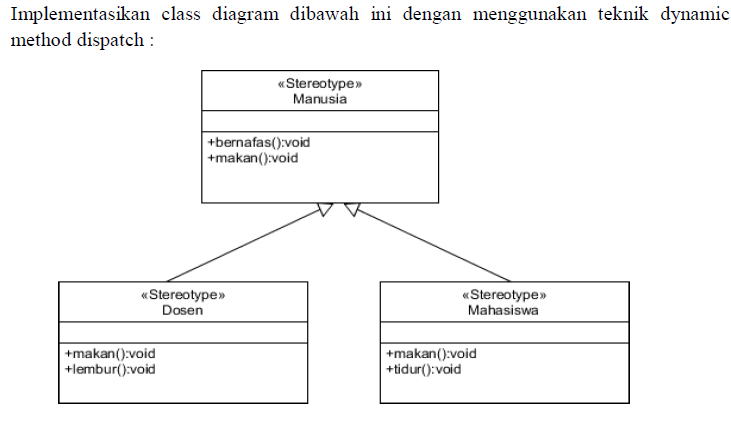 Implementasikan class diagram dibawah ini dengan menggunakan teknik dynamic
method dispatch :
«Stereotype»
Manusia
+bernafas():void
+makan():void
«Stereotype»
Dosen
+makan():void
+lembur():void
«Stereotype»
Mahasiswa
+makan():void
+tidur():void